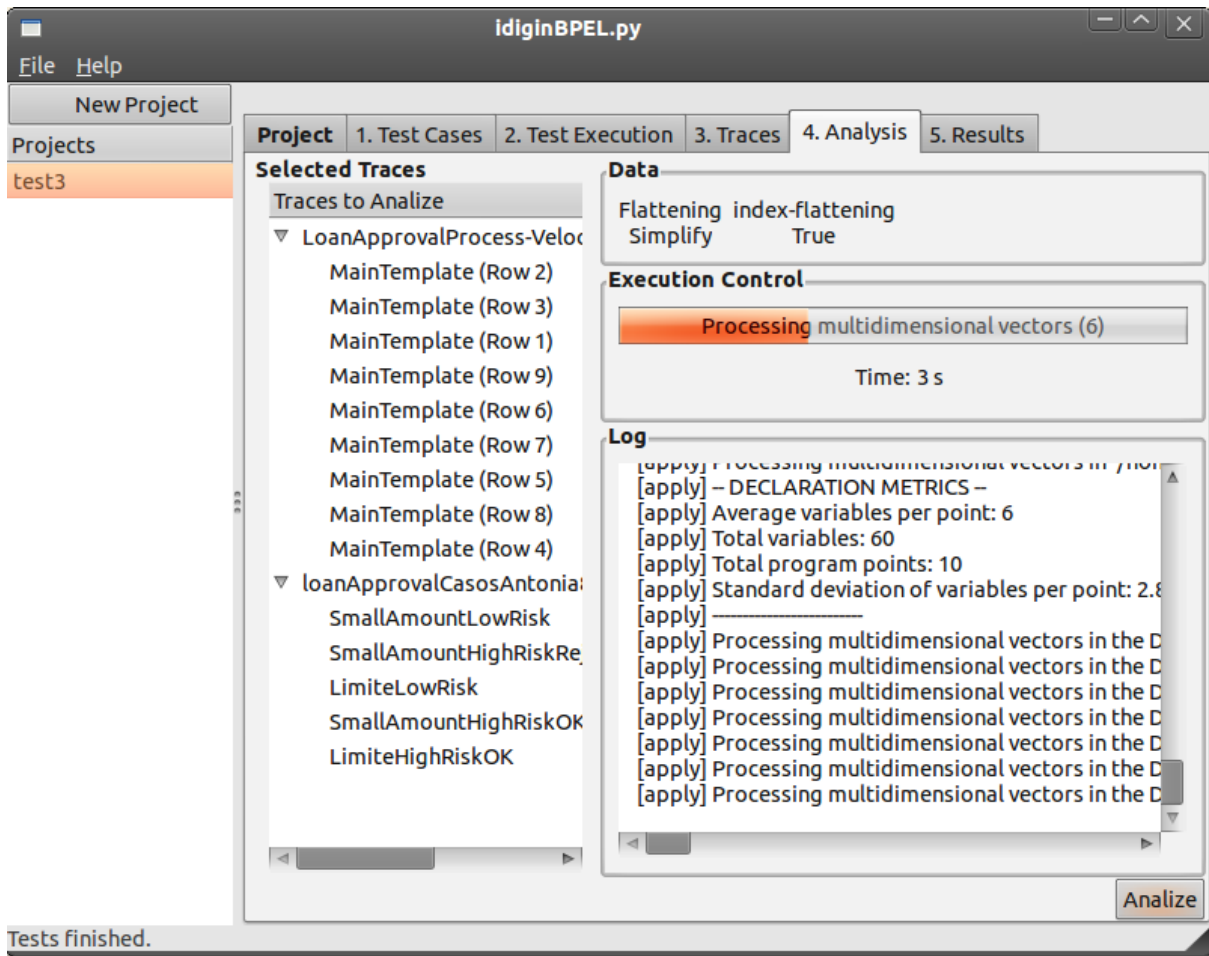 idiginBPEL.py
File Help
New Project
Projects
test3
Project 1. Test Cases 2. Test Execution 3. Traces 4. Analysis 5. Results
Selected Traces
Traces to Analize
LoanApprovalProcess-Veloc
MainTemplate (Row 2)
MainTemplate (Row 3)
MainTemplate (Row 1)
MainTemplate (Row 9)
MainTemplate (Row 6)
MainTemplate (Row 7)
MainTemplate (Row 5)
MainTemplate (Row 8)
MainTemplate (Row 4)
loanApprovalCasosAntonia
SmallAmountLowRisk
SmallAmountHighRiskRe
LimiteLowRisk
SmallAmountHighRiskOK
LimiteHighRiskOK
Data
Flattening index-flattening
Simplify True
Execution Control
Processing multidimensional vectors (6)
Time: 3 s
Log
[apply] Processing multidimensional vectors in
[apply] -- DECLARATION METRICS --
[apply] Average variables per point: 6
[apply] Total variables: 60
[apply] Total program points: 10
[apply] Standard deviation of variables per point: 2.8
[apply] -------------------------
[apply] Processing multidimensional vectors in the D
[apply] Processing multidimensional vectors in the D
[apply] Processing multidimensional vectors in the D
[apply] Processing multidimensional vectors in the D
[apply] Processing multidimensional vectors in the D
[apply] Processing multidimensional vectors in the D
[apply] Processing multidimensional vectors in the D
Analize
Tests finished.